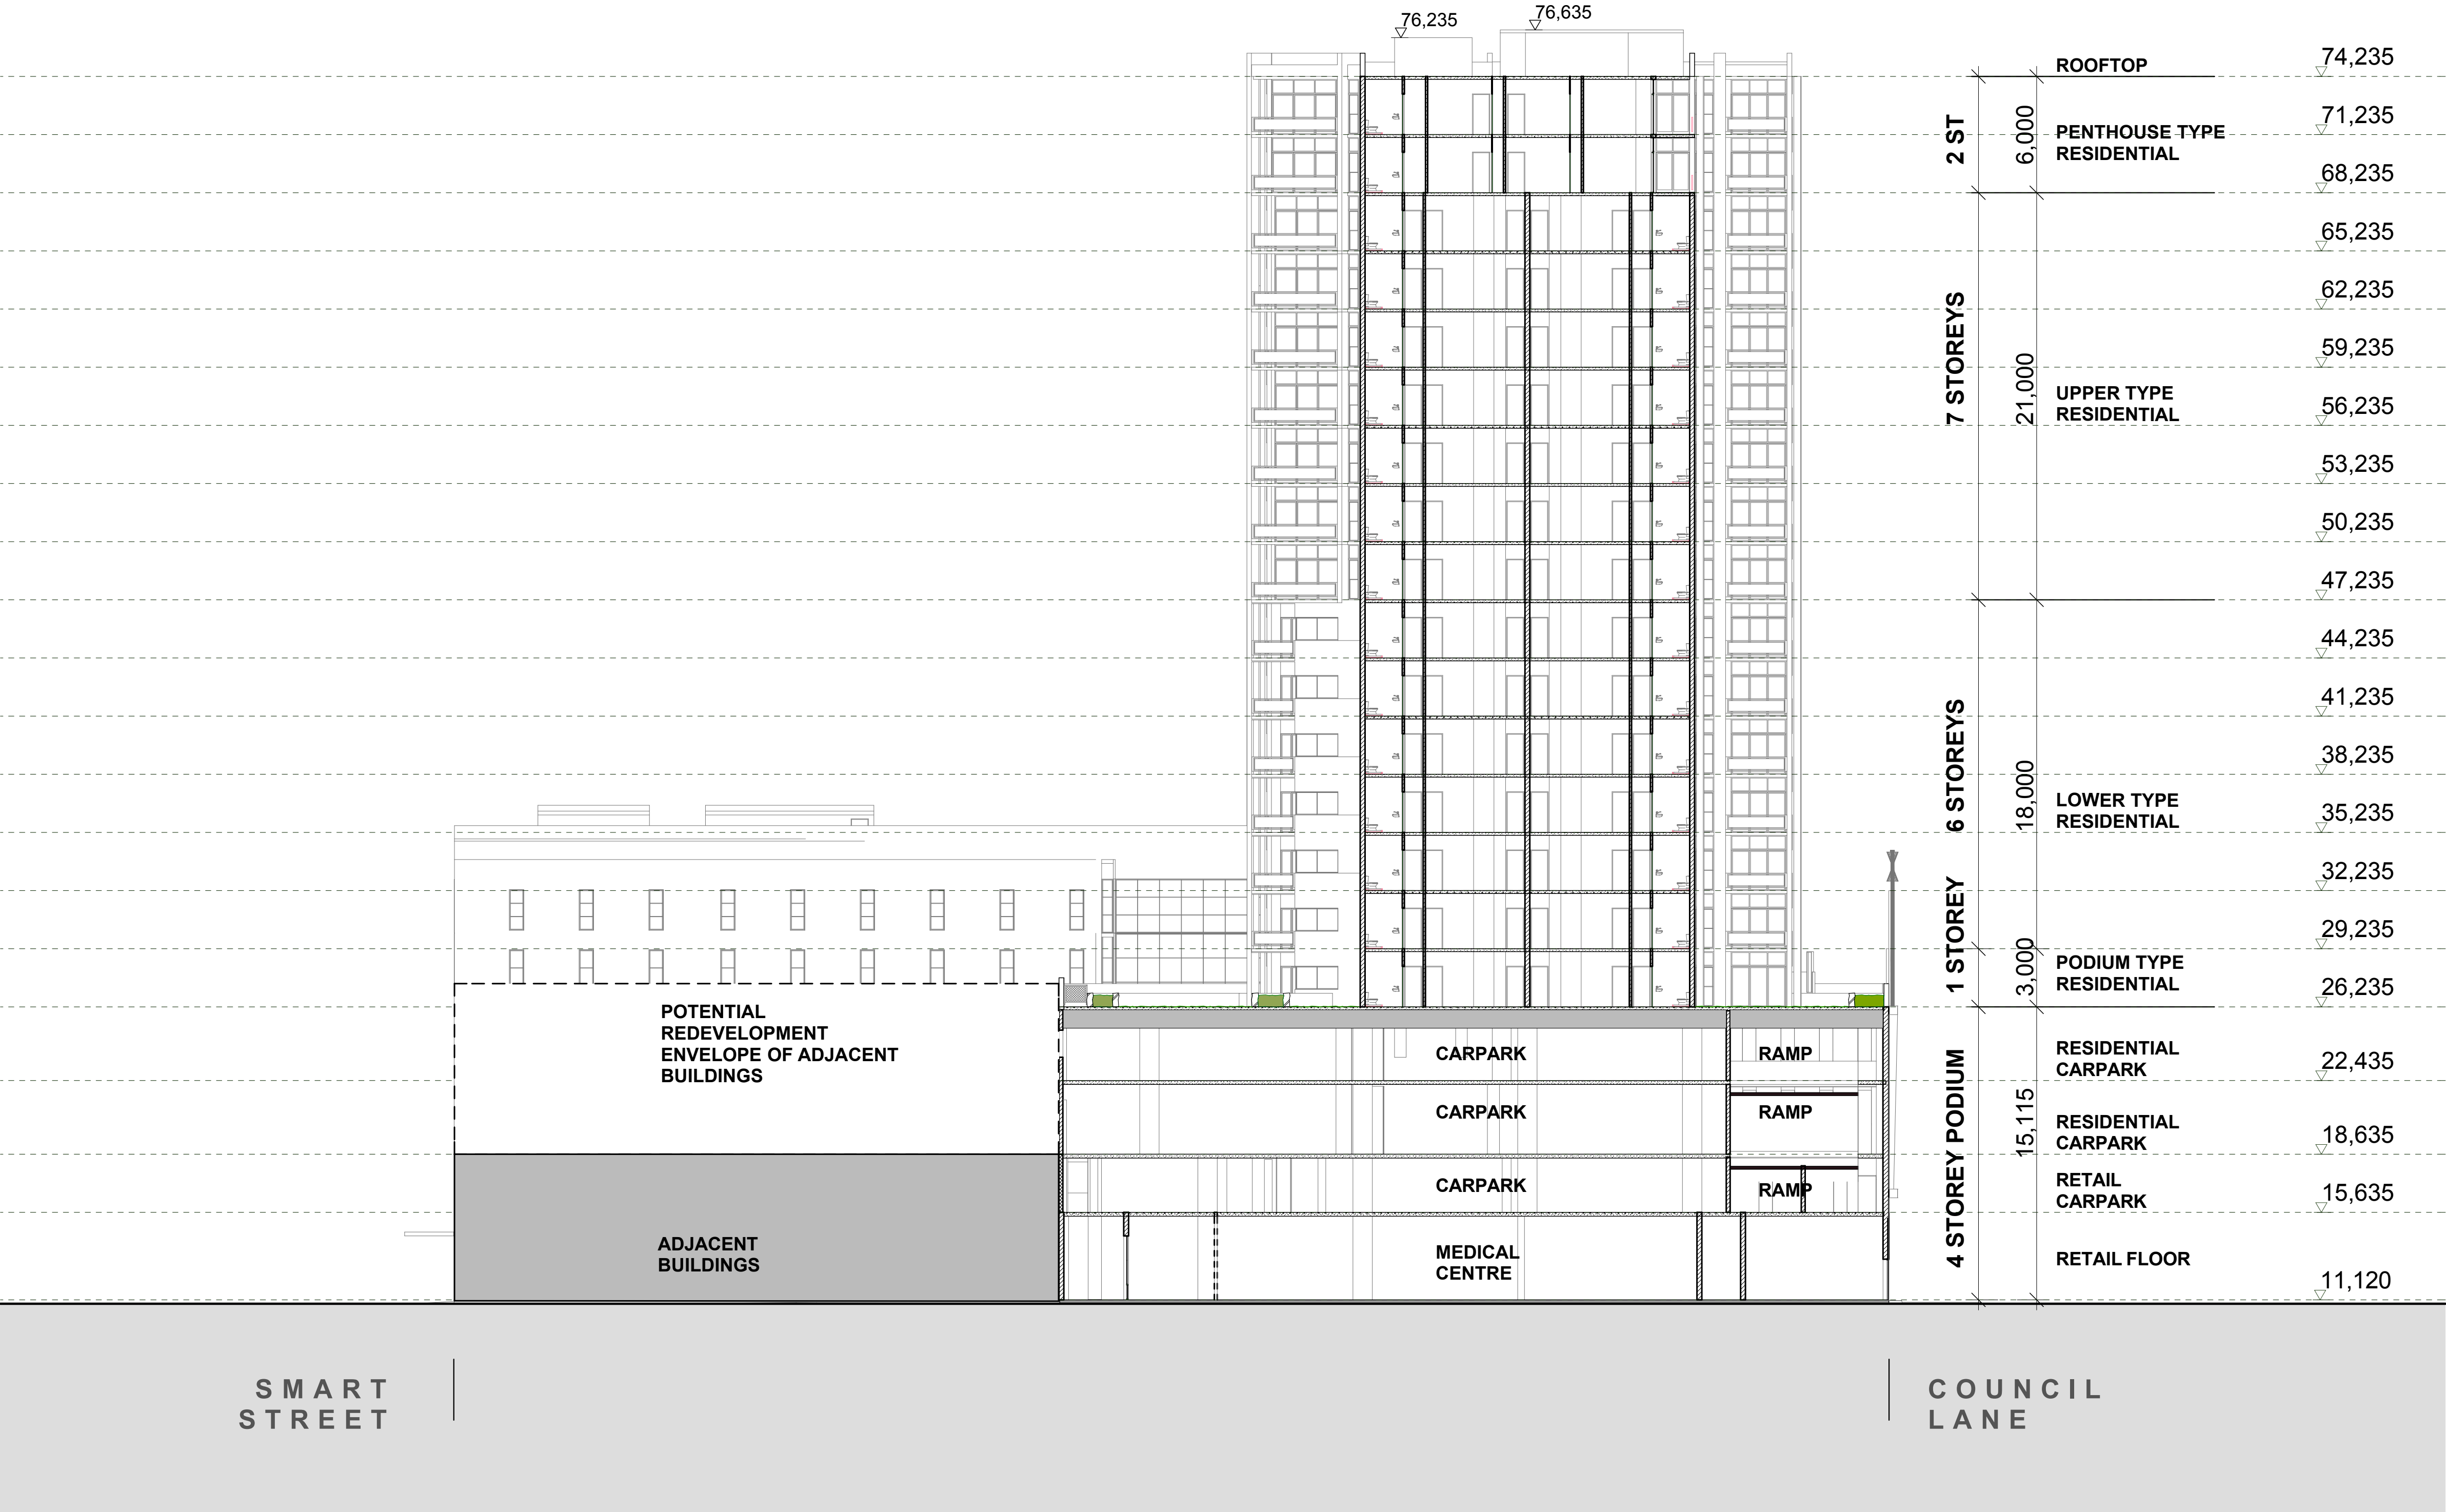 76,235
76,635
ROOFTOP
74,235
2 ST
6,000
71,235
PENTHOUSE TYPE
RESIDENTIAL
68,235
65,235
62,235
7 STOREYS
21,000
59,235
UPPER TYPE
RESIDENTIAL
56,235
53,235
50,235
47,235
44,235
41,235
6 STOREYS
18,000
38,235
LOWER TYPE
RESIDENTIAL
35,235
32,235
1 STOREY
3,000
29,235
PODIUM TYPE
RESIDENTIAL
26,235
POTENTIAL
REDEVELOPMENT
ENVELOPE OF ADJACENT
BUILDINGS
CARPARK
RAMP
4 STOREY PODIUM
15,115
RESIDENTIAL
CARPARK
22,435
CARPARK
RAMP
RESIDENTIAL
CARPARK
18,635
CARPARK
RAMP
RETAIL
CARPARK
15,635
ADJACENT
BUILDINGS
MEDICAL
CENTRE
RETAIL FLOOR
11,120
SMART
STREET
COUNCIL
LANE